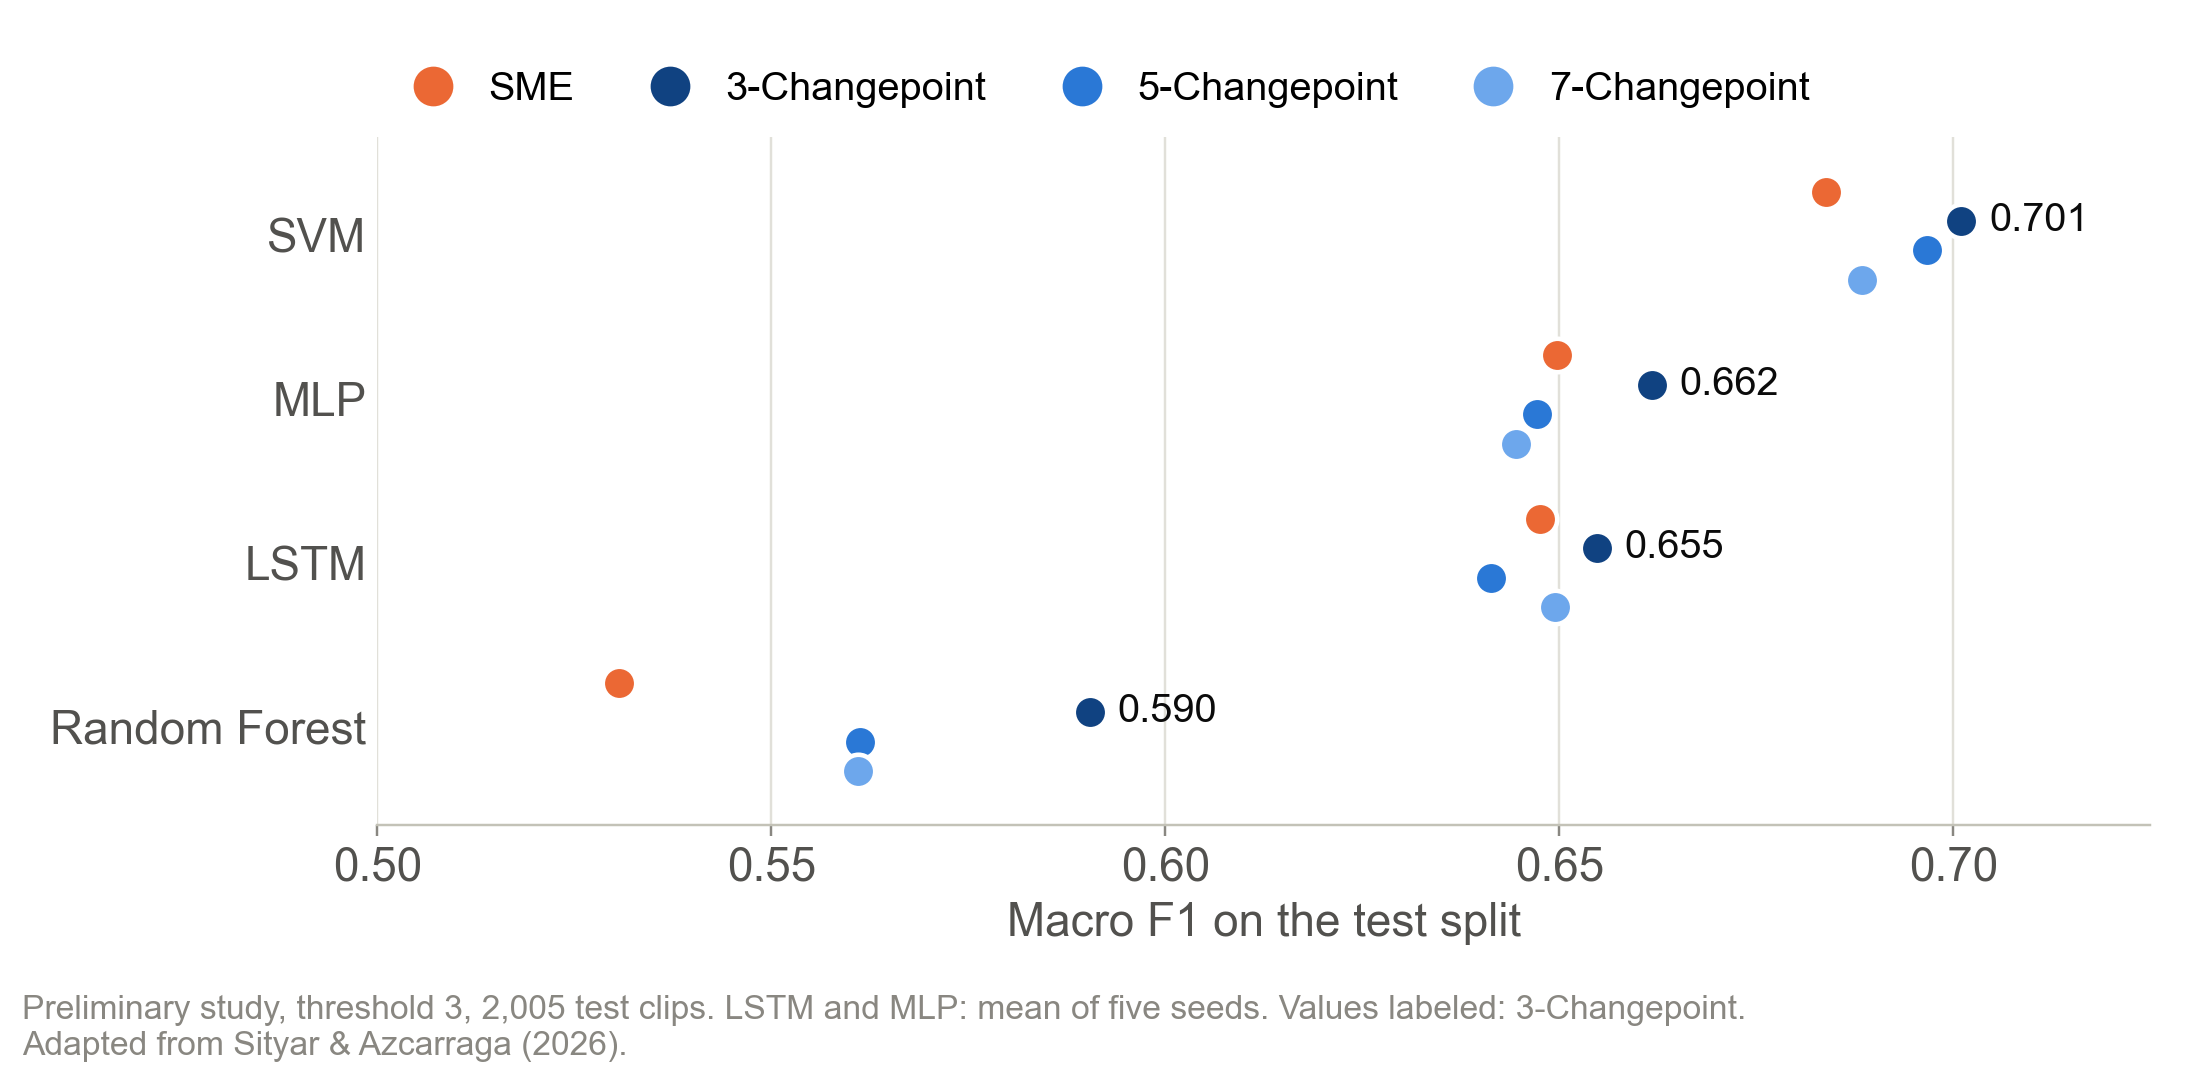 SME 3-Changepoint 5-Changepoint 7-Changepoint
SVM 0.701
MLP 0.662
LSTM 0.655
Random Forest 0.590
0.50 0.55 0.60 0.65 0.70
Macro F1 on the test split
Preliminary study, threshold 3, 2,005 test clips. LSTM and MLP: mean of five seeds. Values labeled: 3-Changepoint.
Adapted from Sityar & Azcarraga (2026).